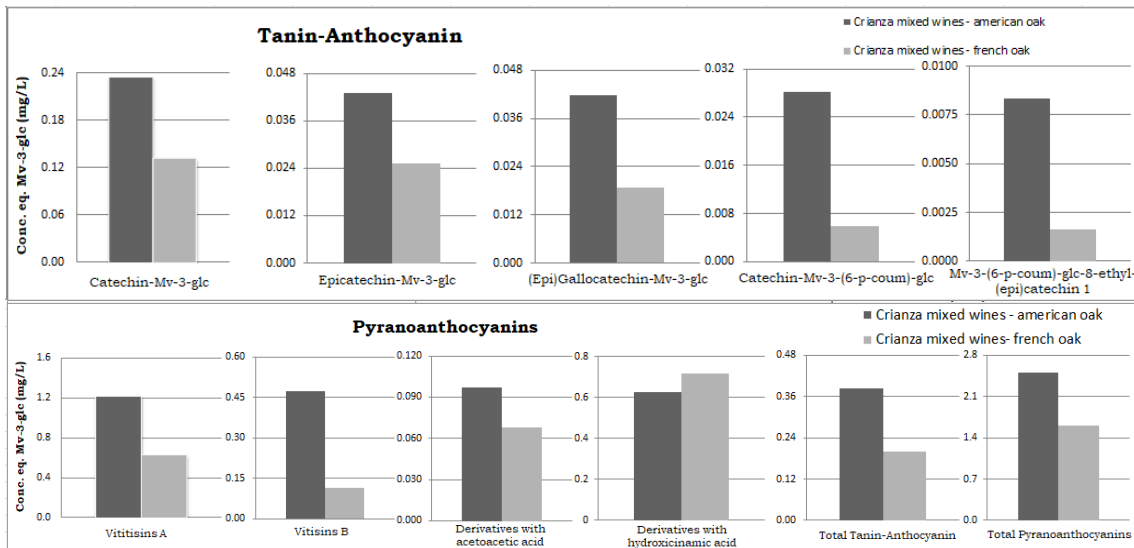 Tanin-Anthocyanin
Crianza mixed wines - american oak
Crianza mixed wines - french oak
Conc. eq. Mv-3-glc (mg/L)
0.24
0.18
0.12
0.06
0.00
Catechin-Mv-3-glc
0.048
0.036
0.024
0.012
0.000
Epicatechin-Mv-3-glc
0.048
0.036
0.024
0.012
0.000
(Epi)Gallocatechin-Mv-3-glc
0.032
0.024
0.016
0.008
0.000
Catechin-Mv-3-(6-p-coum)-glc
0.0100
0.0075
0.0050
0.0025
0.0000
Mv-3-(6-p-coum)-glc-8-ethyl-
(epi)catechin 1
Pyranoanthocyanins
Crianza mixed wines - american oak
Crianza mixed wines- french oak
Conc. eq. Mv-3-glc (mg/L)
1.6
1.2
0.8
0.4
0.0
Vititisins A
0.60
0.45
0.30
0.15
0.00
Vitisins B
0.120
0.090
0.060
0.030
0.000
Derivatives with
acetoacetic acid
0.8
0.6
0.4
0.2
0
Derivatives with
hydroxicinamic acid
0.48
0.36
0.24
0.12
0.00
Total Tanin-Anthocyanin
2.8
2.1
1.4
0.7
0.0
Total Pyranoanthocyanins